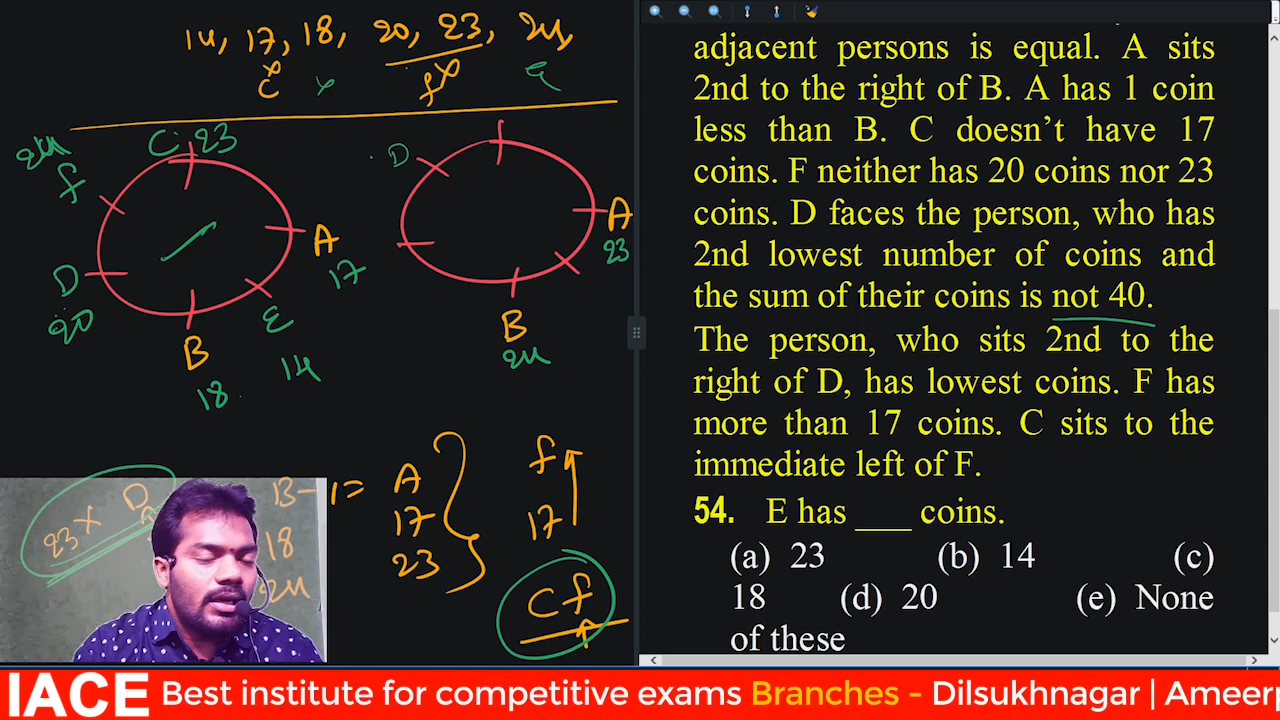 14, 17, 18, 20, 23, 24,
C f
C 23
24
f
A
17
D
20
E
14
B
18
D
A
23
B
24
23 X D
B - 1 = A
17 17
18
23
24
f
C f
adjacent persons is equal. A sits
2nd to the right of B. A has 1 coin
less than B. C doesn't have 17
coins. F neither has 20 coins nor 23
coins. D faces the person, who has
2nd lowest number of coins and
the sum of their coins is not 40.
The person, who sits 2nd to the
right of D, has lowest coins. F has
more than 17 coins. C sits to the
immediate left of F.
54. E has ___ coins.
(a) 23 (b) 14 (c)
18 (d) 20 (e) None
of these
IACE Best institute for competitive exams Branches - Dilsukhnagar | Ameerp